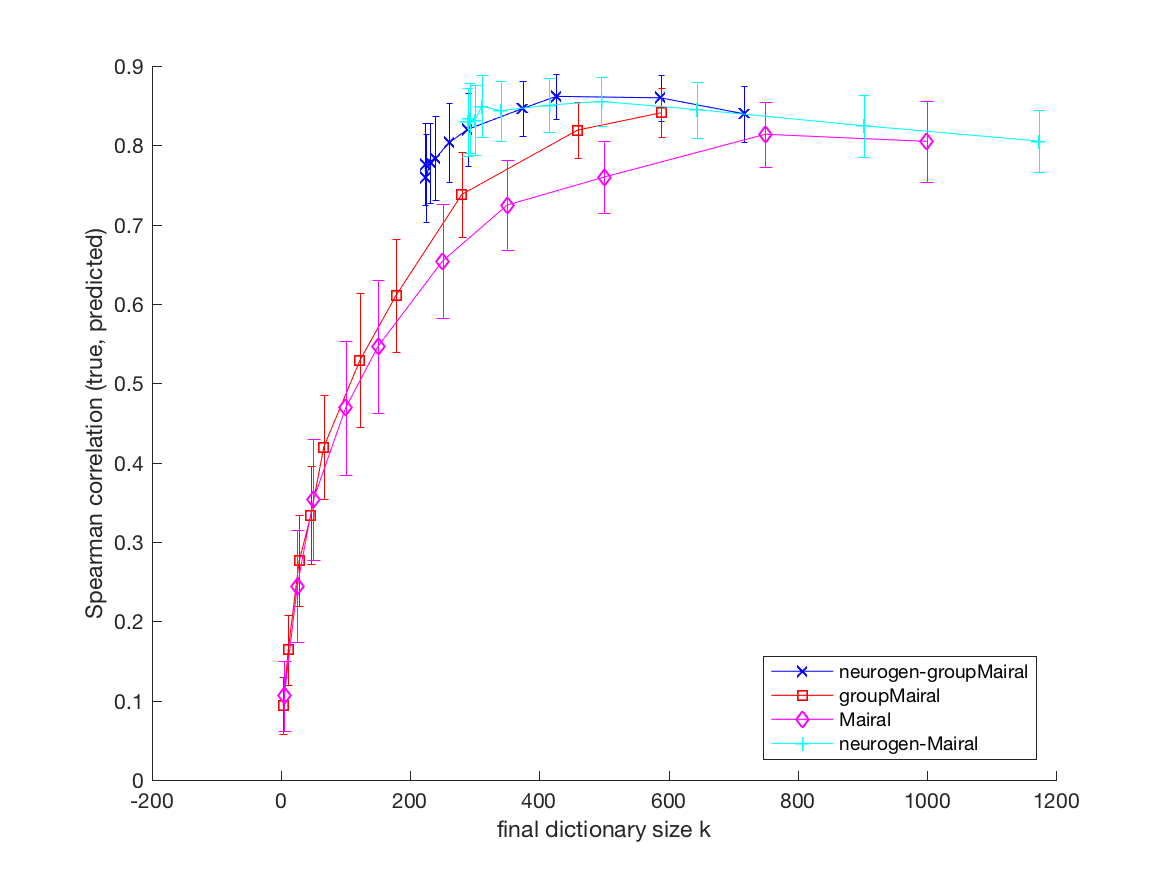 0.9
0.8
0.7
0.6
0.5
0.4
0.3
0.2
0.1
0
Spearman correlation (true, predicted)
-200 0 200 400 600 800 1000 1200
final dictionary size k
neurogen-groupMairal
groupMairal
Mairal
neurogen-Mairal